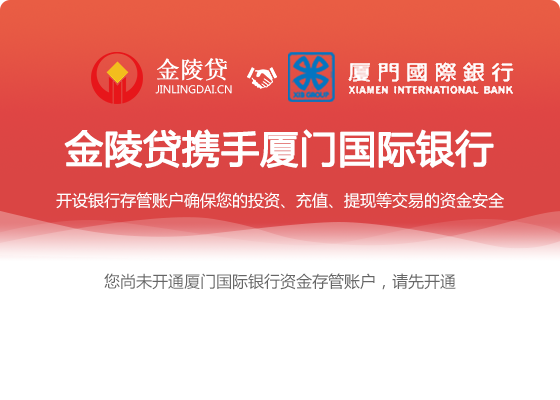 金陵贷
JINLINGDAI.CN
XIB GROUP
厦門國際銀行
XIAMEN INTERNATIONAL BANK
金陵贷携手厦门国际银行
开设银行存管账户确保您的投资、充值、提现等交易的资金安全
您尚未开通厦门国际银行资金存管账户，请先开通